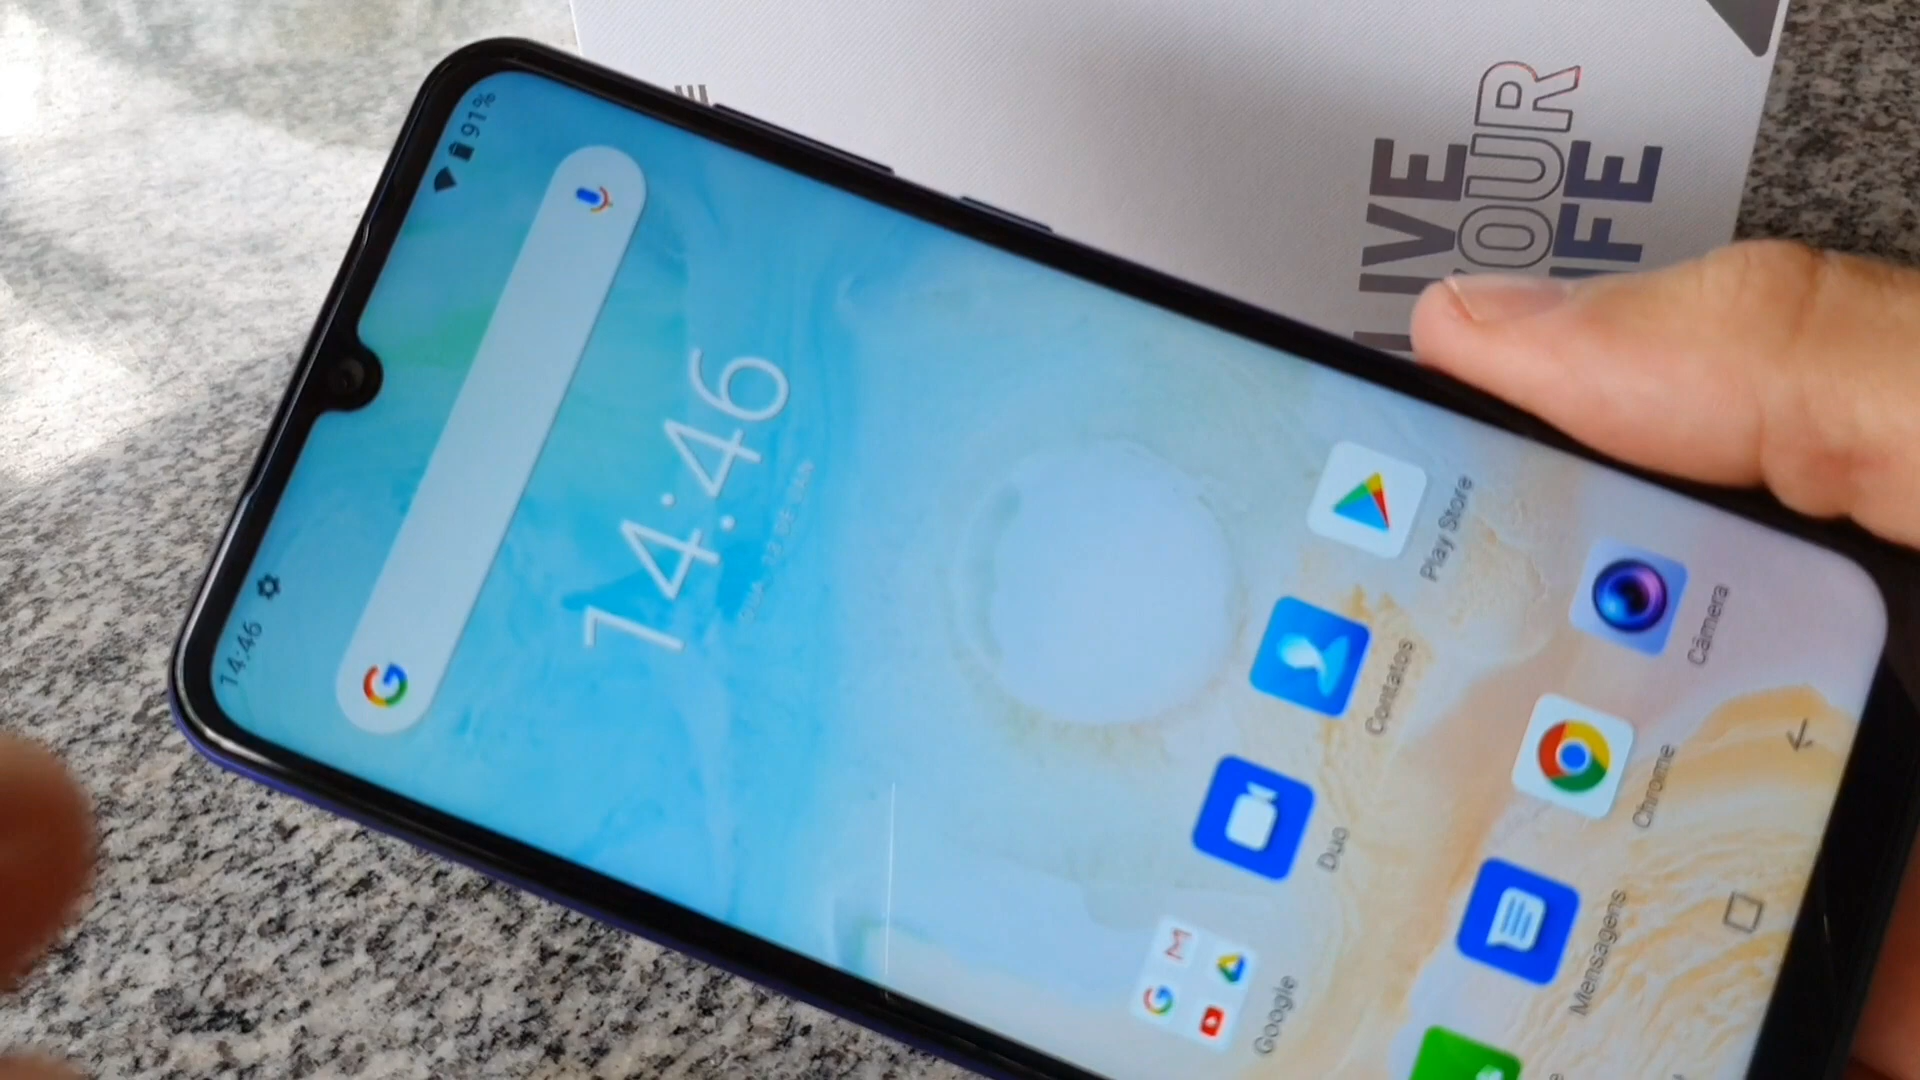 14:46
91%
14:46
Google
Duo
Contatos
Play Store
Mensagens
Chrome
Câmera
LIVE
YOUR
LIFE